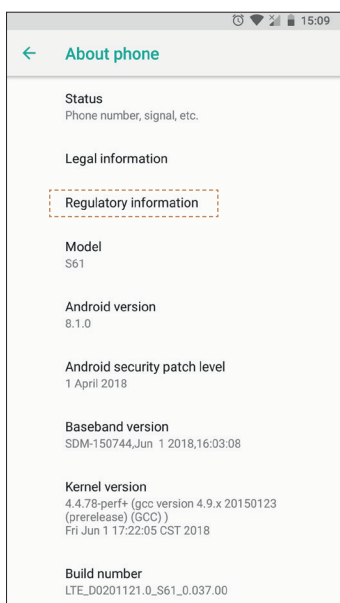 15:09
About phone
Status
Phone number, signal, etc.
Legal information
Regulatory information
Model
S61
Android version
8.1.0
Android security patch level
1 April 2018
Baseband version
SDM-150744,Jun 1 2018,16:03:08
Kernel version
4.4.78-perf+ (gcc version 4.9.x 20150123
(prerelease) (GCC) )
Fri Jun 1 17:22:05 CST 2018
Build number
LTE_D0201121.0_S61_0.037.00